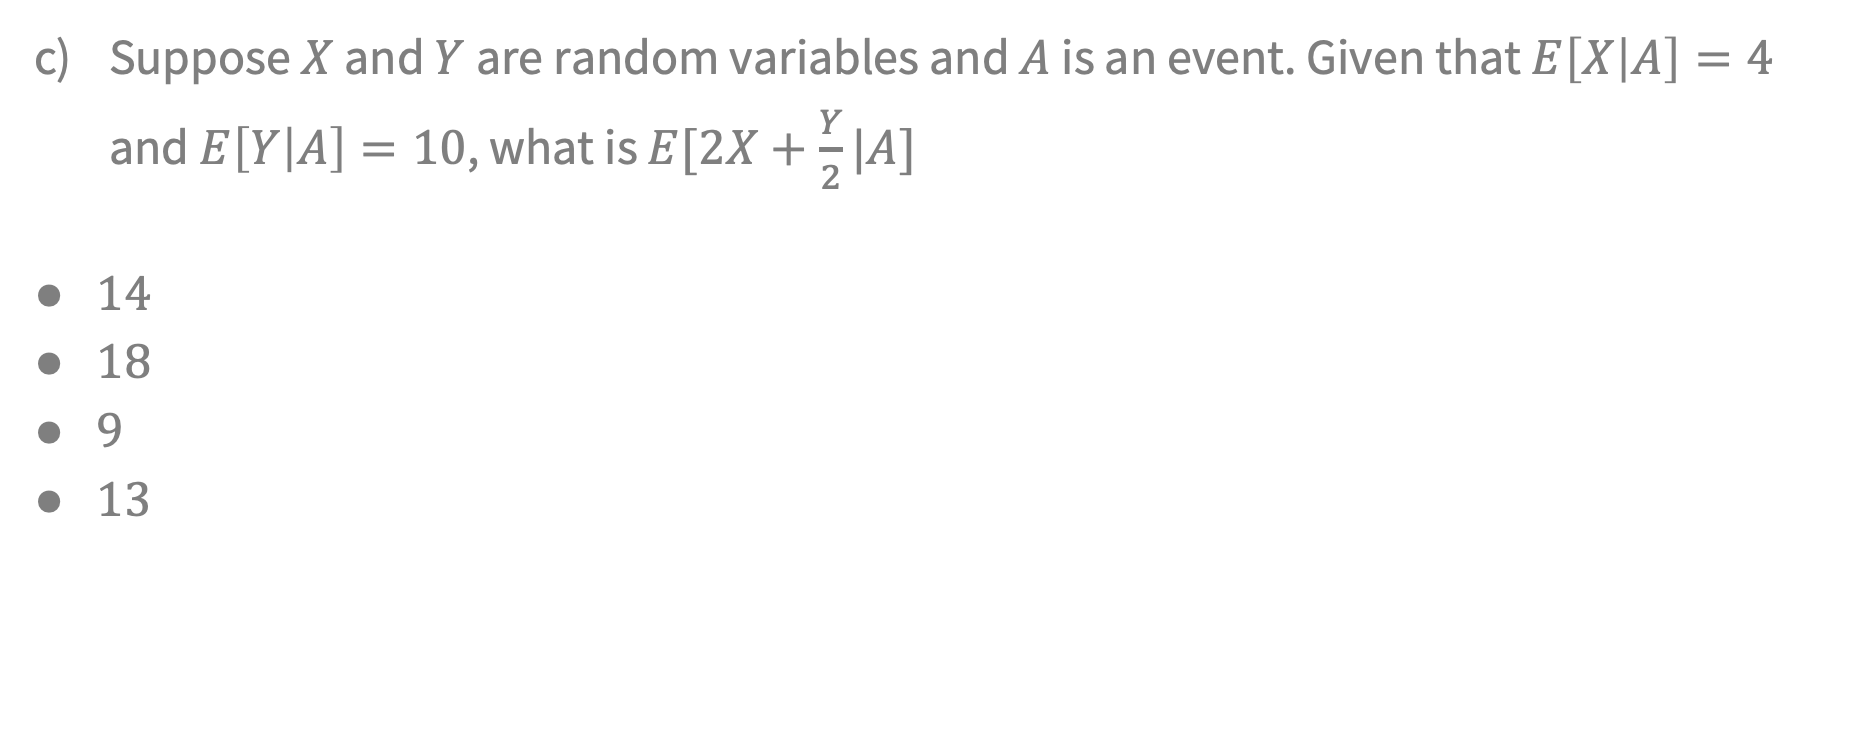 c) Suppose X and Y are random variables and A is an event. Given that E[X|A] = 4
and E[Y|A] = 10, what is E[2X + Y/2 |A]
• 14
• 18
• 9
• 13